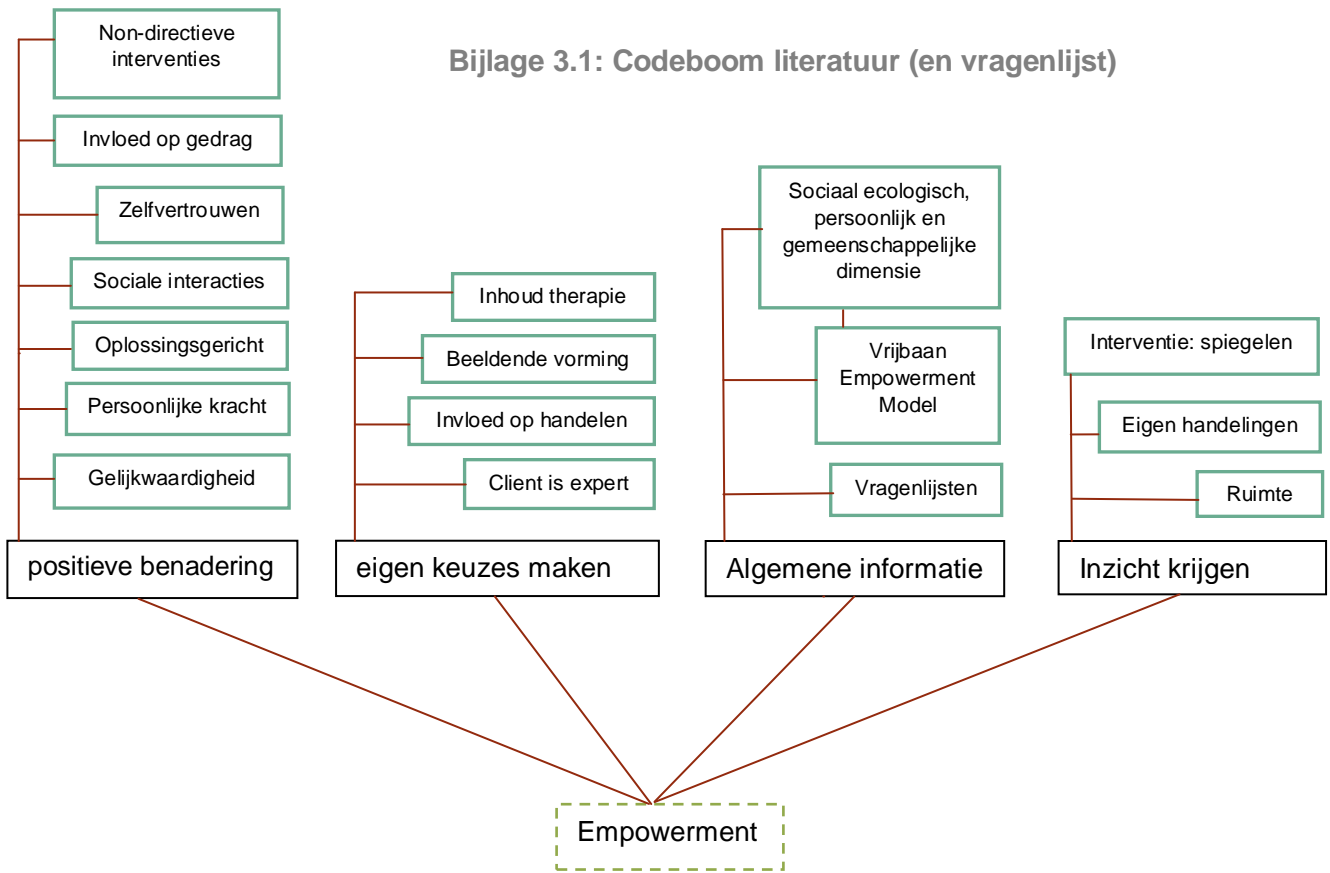 Bijlage 3.1: Codeboom literatuur (en vragenlijst)
Non-directieve
interventies
Invloed op gedrag
Zelfvertrouwen
Sociale interacties
Oplossingsgericht
Persoonlijke kracht
Gelijkwaardigheid
positieve benadering
Inhoud therapie
Beeldende vorming
Invloed op handelen
Client is expert
eigen keuzes maken
Sociaal ecologisch,
persoonlijk en
gemeenschappelijke
dimensie
Vrijbaan
Empowerment
Model
Vragenlijsten
Algemene informatie
Interventie: spiegelen
Eigen handelingen
Ruimte
Inzicht krijgen
Empowerment